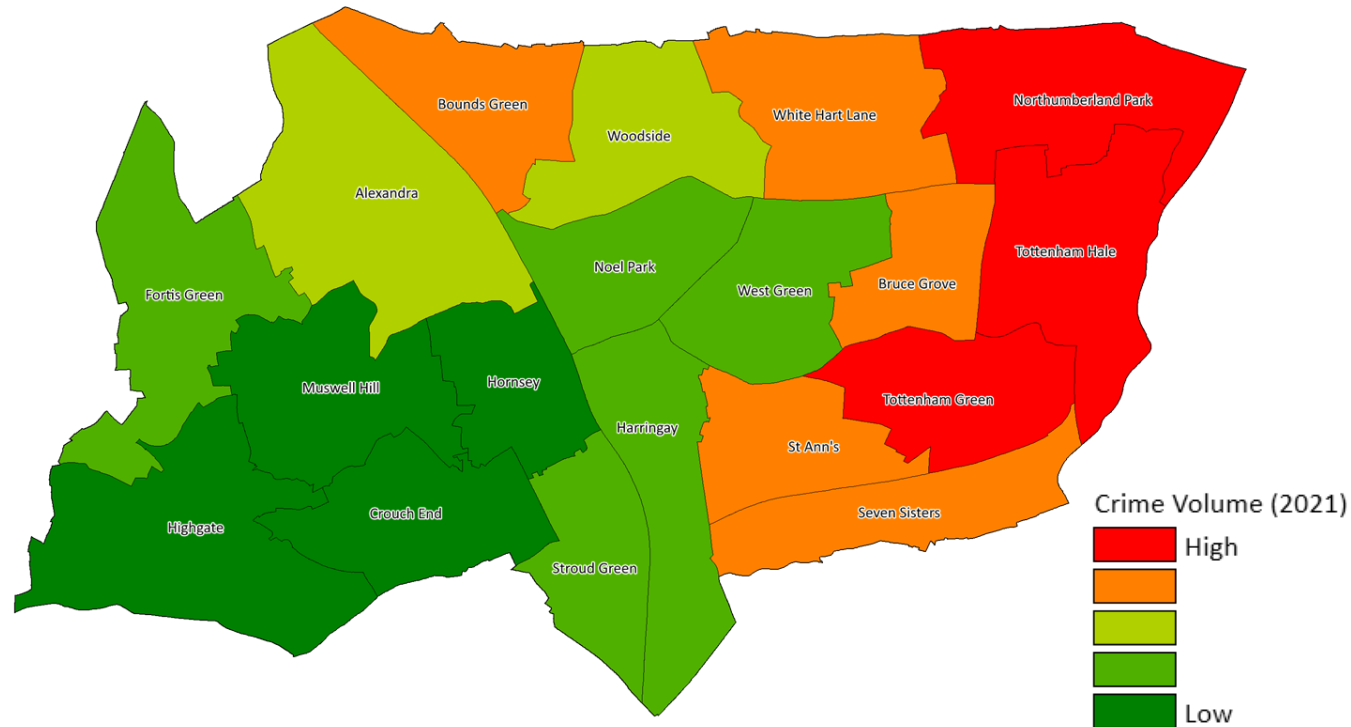 Northumberland Park
Bounds Green
White Hart Lane
Woodside
Alexandra
Tottenham Hale
Noel Park
Bruce Grove
West Green
Fortis Green
Hornsey
Muswell Hill
Tottenham Green
Harringay
St Ann's
Seven Sisters
Crouch End
Highgate
Stroud Green
Crime Volume (2021)
High
Low